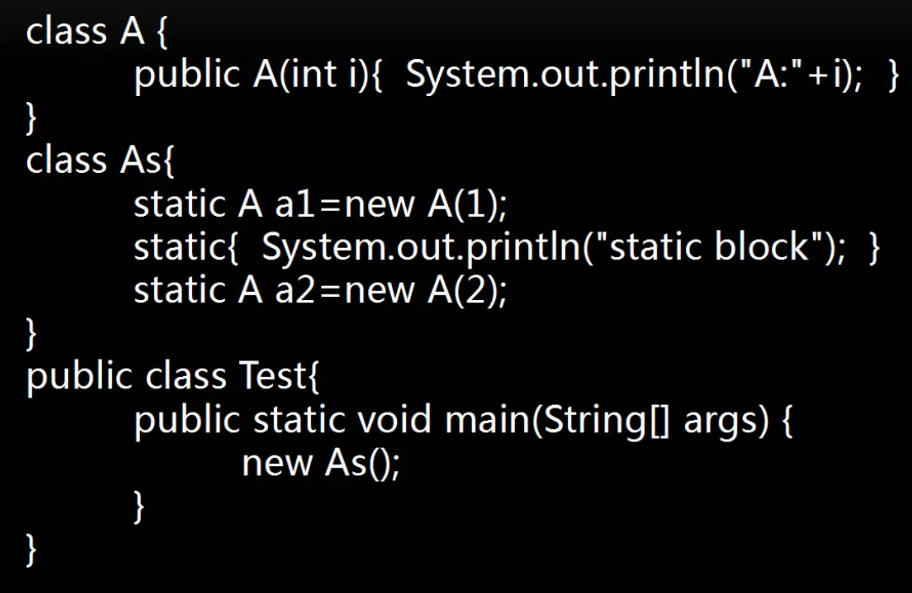 class A {
public A(int i){ System.out.println("A:"+i); }
}
class As{
static A a1=new A(1);
static{ System.out.println("static block"); }
static A a2=new A(2);
}
public class Test{
public static void main(String[] args) {
new As();
}
}